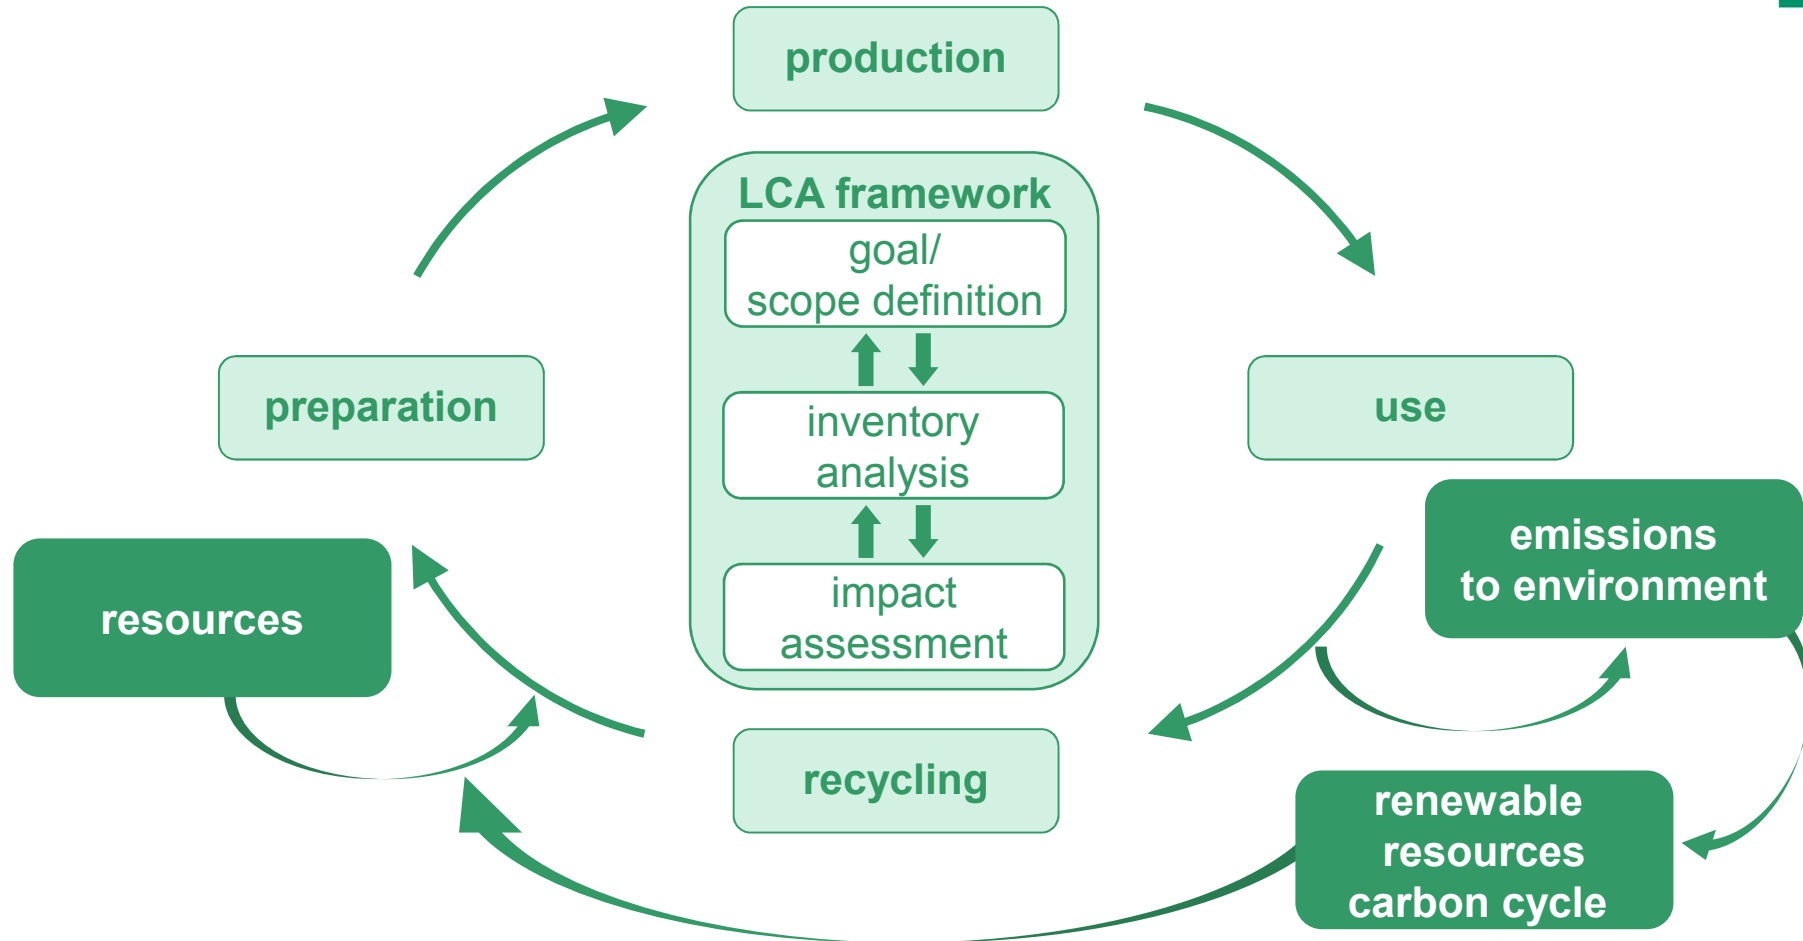 production
LCA framework
goal/
scope definition
preparation
inventory
analysis
use
emissions
to environment
resources
impact
assessment
recycling
renewable
resources
carbon cycle